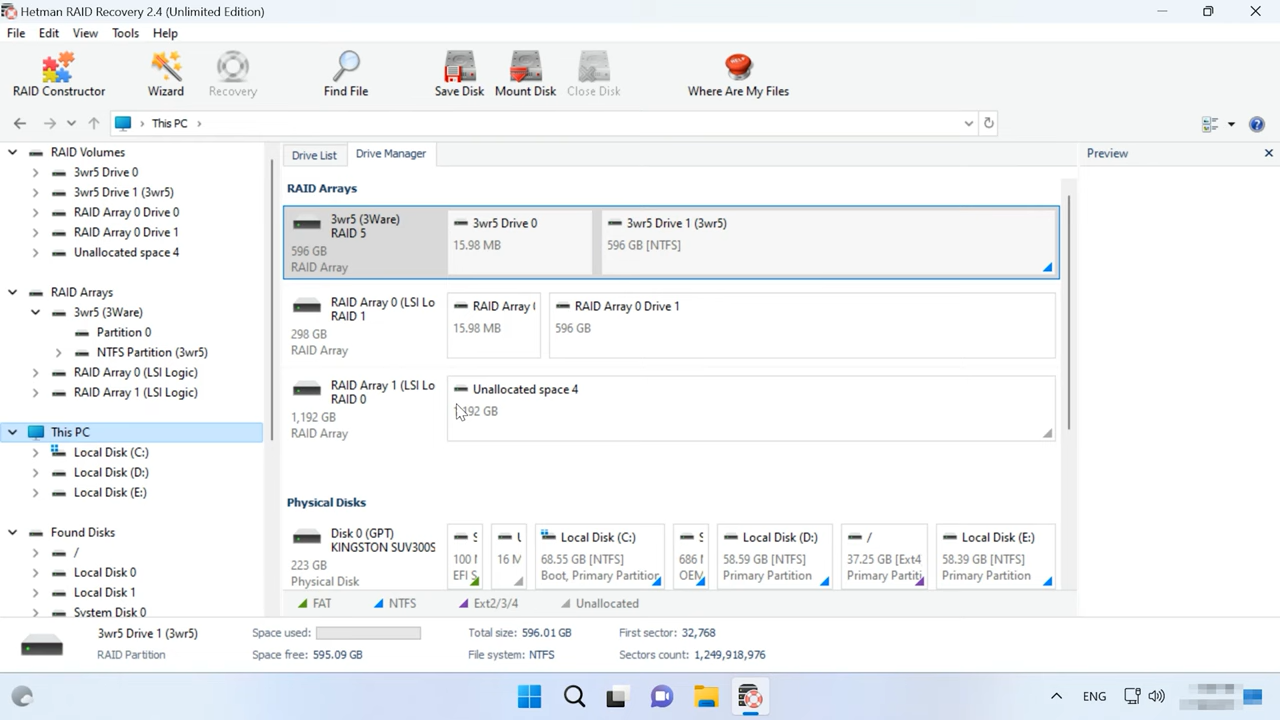 Hetman RAID Recovery 2.4 (Unlimited Edition)
File Edit View Tools Help
RAID Constructor Wizard Recovery Find File Save Disk Mount Disk Close Disk Where Are My Files
This PC
RAID Volumes
3wr5 Drive 0
3wr5 Drive 1 (3wr5)
RAID Array 0 Drive 0
RAID Array 0 Drive 1
Unallocated space 4
RAID Arrays
3wr5 (3Ware)
Partition 0
NTFS Partition (3wr5)
RAID Array 0 (LSI Logic)
RAID Array 1 (LSI Logic)
This PC
Local Disk (C:)
Local Disk (D:)
Local Disk (E:)
Found Disks
/
Local Disk 0
Local Disk 1
System Disk 0
Drive List Drive Manager
RAID Arrays
3wr5 (3Ware)
RAID 5
596 GB
RAID Array
3wr5 Drive 0
15.98 MB
3wr5 Drive 1 (3wr5)
596 GB [NTFS]
RAID Array 0 (LSI Lo
RAID 1
298 GB
RAID Array
RAID Array (
15.98 MB
RAID Array 0 Drive 1
596 GB
RAID Array 1 (LSI Lo
RAID 0
1,192 GB
RAID Array
Unallocated space 4
192 GB
Physical Disks
Disk 0 (GPT)
KINGSTON SUV300S
223 GB
Physical Disk
S
100
EFI S
16 M
Local Disk (C:)
68.55 GB [NTFS]
Boot, Primary Partition
S
686
OEM
Local Disk (D:)
58.59 GB [NTFS]
Primary Partition
/
37.25 GB [Ext4
Primary Partiti
Local Disk (E:)
58.39 GB [NTFS]
Primary Partition
FAT NTFS Ext2/3/4 Unallocated
Preview
3wr5 Drive 1 (3wr5)
RAID Partition
Space used:
Space free: 595.09 GB
Total size: 596.01 GB
File system: NTFS
First sector: 32,768
Sectors count: 1,249,918,976
ENG